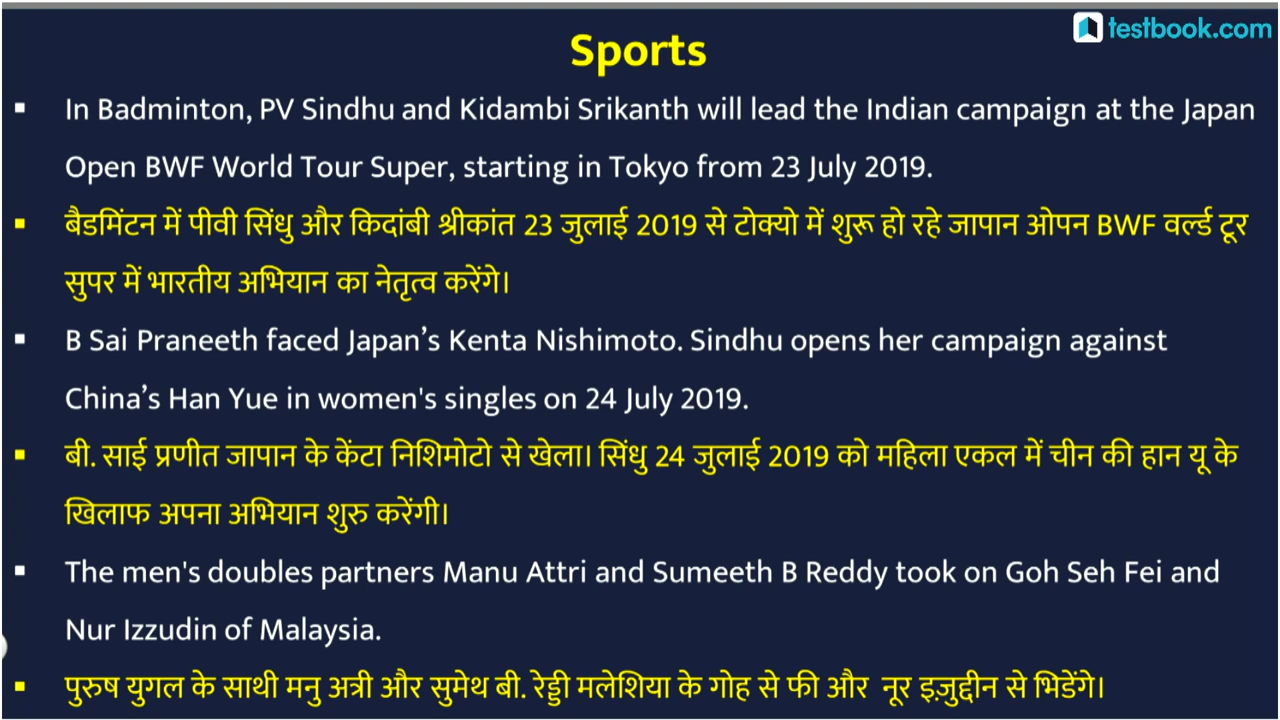 testbook.com
Sports
▪ In Badminton, PV Sindhu and Kidambi Srikanth will lead the Indian campaign at the Japan
Open BWF World Tour Super, starting in Tokyo from 23 July 2019.
▪ बैडमिंटन में पीवी सिंधु और किदांबी श्रीकांत 23 जुलाई 2019 से टोक्यो में शुरू हो रहे जापान ओपन BWF वर्ल्ड टूर
सुपर में भारतीय अभियान का नेतृत्व करेंगे।
▪ B Sai Praneeth faced Japan’s Kenta Nishimoto. Sindhu opens her campaign against
China’s Han Yue in women's singles on 24 July 2019.
▪ बी. साई प्रणीत जापान के केंटा निशिमोटो से खेला। सिंधु 24 जुलाई 2019 को महिला एकल में चीन की हान यू के
खिलाफ अपना अभियान शुरु करेंगी।
▪ The men's doubles partners Manu Attri and Sumeeth B Reddy took on Goh Seh Fei and
Nur Izzudin of Malaysia.
▪ पुरुष युगल के साथी मनु अत्री और सुमेथ बी. रेड्डी मलेशिया के गोह से फी और नूर इज़ुद्दीन से भिडेंगे।